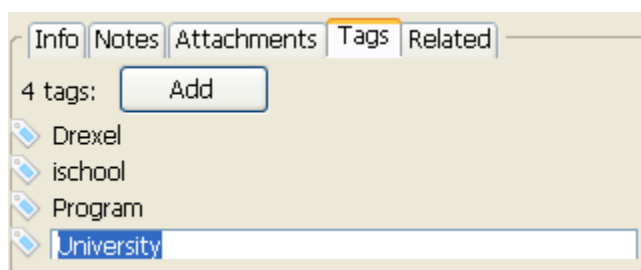 Info Notes Attachments Tags Related
4 tags: Add
Drexel
ischool
Program
University